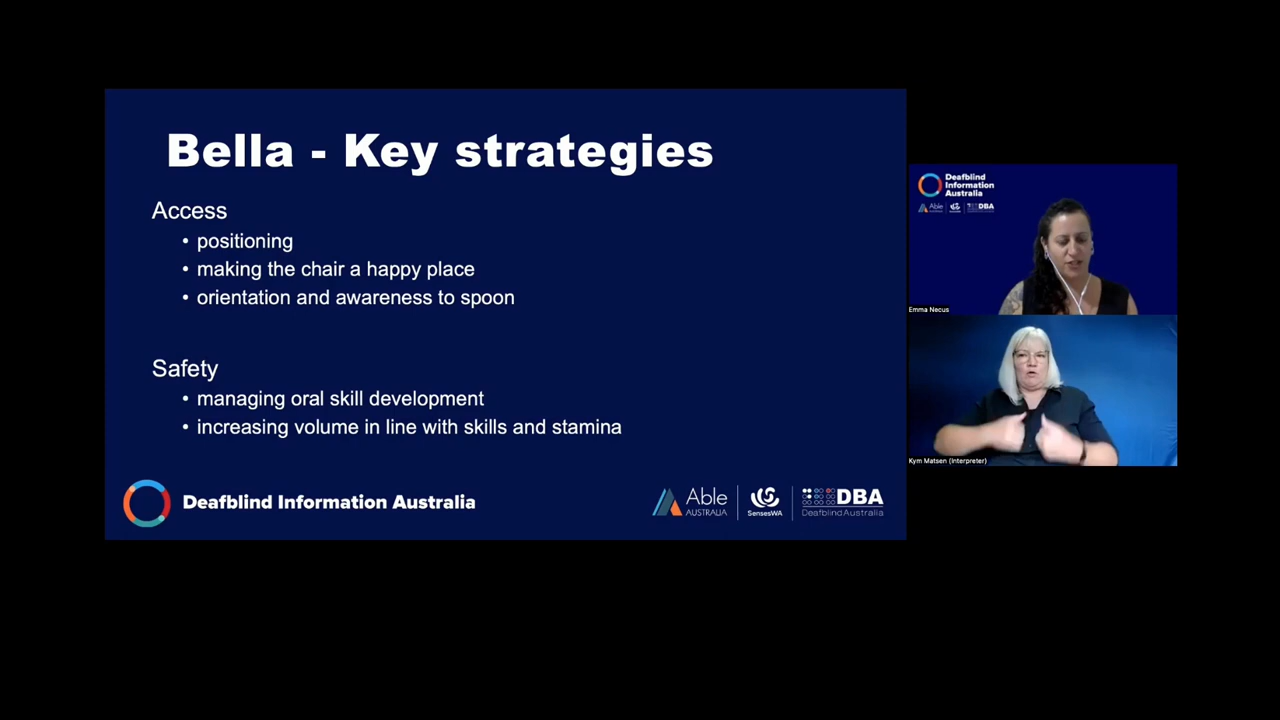 Bella - Key strategies
Access
• positioning
• making the chair a happy place
• orientation and awareness to spoon
Safety
• managing oral skill development
• increasing volume in line with skills and stamina
Deafblind Information Australia
Able
AUSTRALIA
SensesWA
DBA
Deafblind Australia
Deafblind
Information
Australia
Able
DBA
Emma Necus
Kym Matsen (Interpreter)